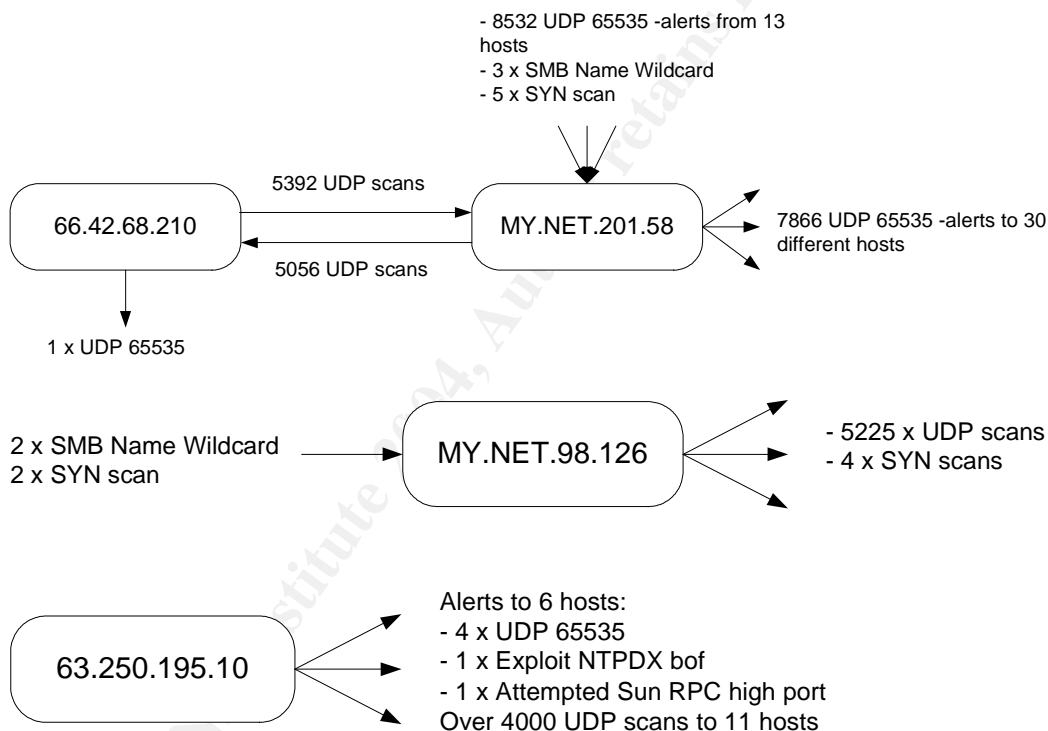 - 8532 UDP 65535 -alerts from 13
hosts
- 3 x SMB Name Wildcard
- 5 x SYN scan
5392 UDP scans
66.42.68.210
MY.NET.201.58
7866 UDP 65535 -alerts to 30
different hosts
5056 UDP scans
1 x UDP 65535
2 x SMB Name Wildcard
2 x SYN scan
MY.NET.98.126
- 5225 x UDP scans
- 4 x SYN scans
63.250.195.10
Alerts to 6 hosts:
- 4 x UDP 65535
- 1 x Exploit NTPDX bof
- 1 x Attempted Sun RPC high port
Over 4000 UDP scans to 11 hosts